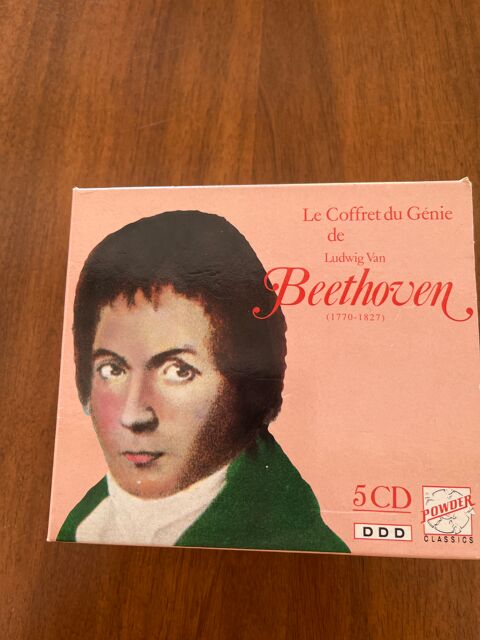 Le Coffret du Génie
de
Ludwig Van
Beethoven
(1770-1827)
5 CD
DDD
POWDER
CLASSICS